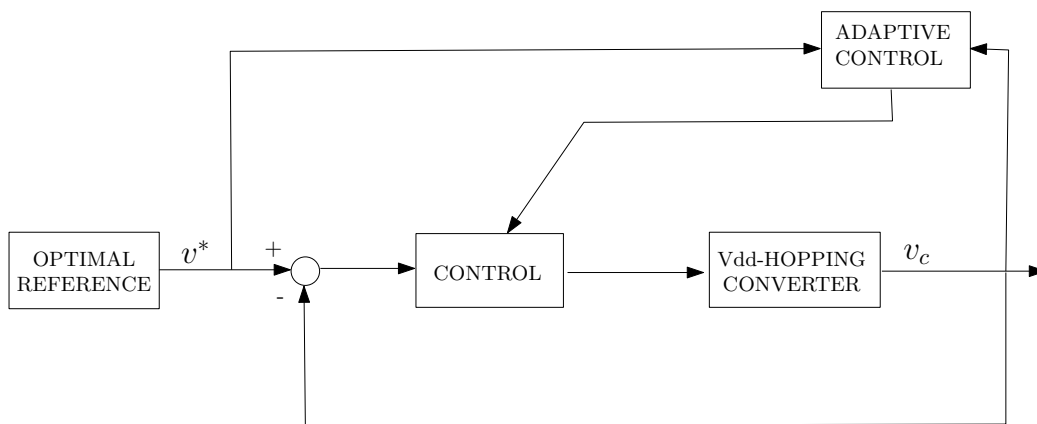 ADAPTIVE
CONTROL
OPTIMAL
REFERENCE
v*
+
-
CONTROL
Vdd-HOPPING
CONVERTER
v_c